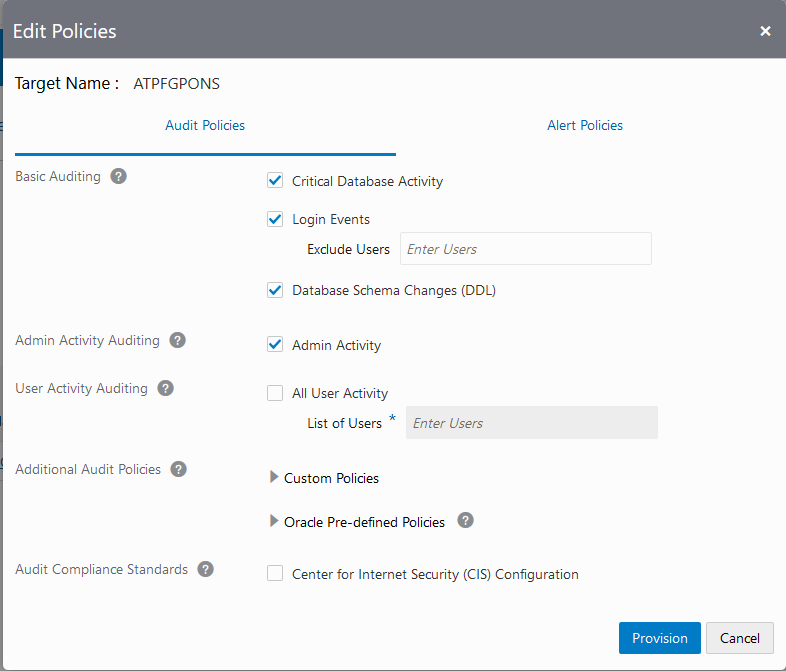 Edit Policies ×
Target Name : ATPFGPONS
Audit Policies Alert Policies
Basic Auditing ? Critical Database Activity
Login Events
Exclude Users Enter Users
Database Schema Changes (DDL)
Admin Activity Auditing ? Admin Activity
User Activity Auditing ? All User Activity
List of Users * Enter Users
Additional Audit Policies ? Custom Policies
Oracle Pre-defined Policies ?
Audit Compliance Standards ? Center for Internet Security (CIS) Configuration
Provision Cancel